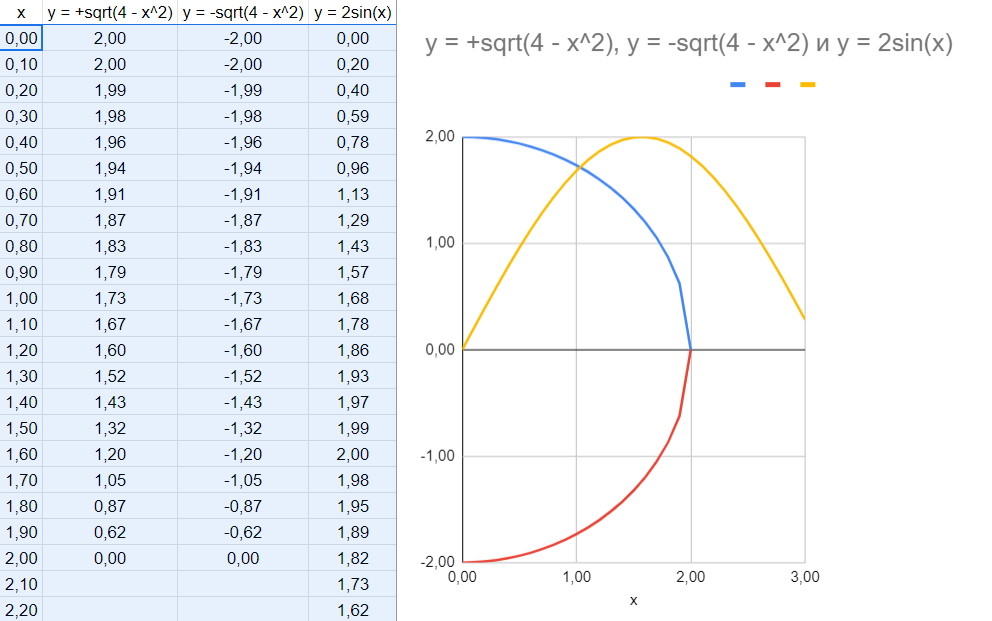 x y = +sqrt(4 - x^2) y = -sqrt(4 - x^2) y = 2sin(x)
0,00 2,00 -2,00 0,00
0,10 2,00 -2,00 0,20
0,20 1,99 -1,99 0,40
0,30 1,98 -1,98 0,59
0,40 1,96 -1,96 0,78
0,50 1,94 -1,94 0,96
0,60 1,91 -1,91 1,13
0,70 1,87 -1,87 1,29
0,80 1,83 -1,83 1,43
0,90 1,79 -1,79 1,57
1,00 1,73 -1,73 1,68
1,10 1,67 -1,67 1,78
1,20 1,60 -1,60 1,86
1,30 1,52 -1,52 1,93
1,40 1,43 -1,43 1,97
1,50 1,32 -1,32 1,99
1,60 1,20 -1,20 2,00
1,70 1,05 -1,05 1,98
1,80 0,87 -0,87 1,95
1,90 0,62 -0,62 1,89
2,00 0,00 0,00 1,82
2,10 1,73
2,20 1,62
y = +sqrt(4 - x^2), y = -sqrt(4 - x^2) и y = 2sin(x)
2,00
1,00
0,00
-1,00
-2,00
0,00 1,00 2,00 3,00
x